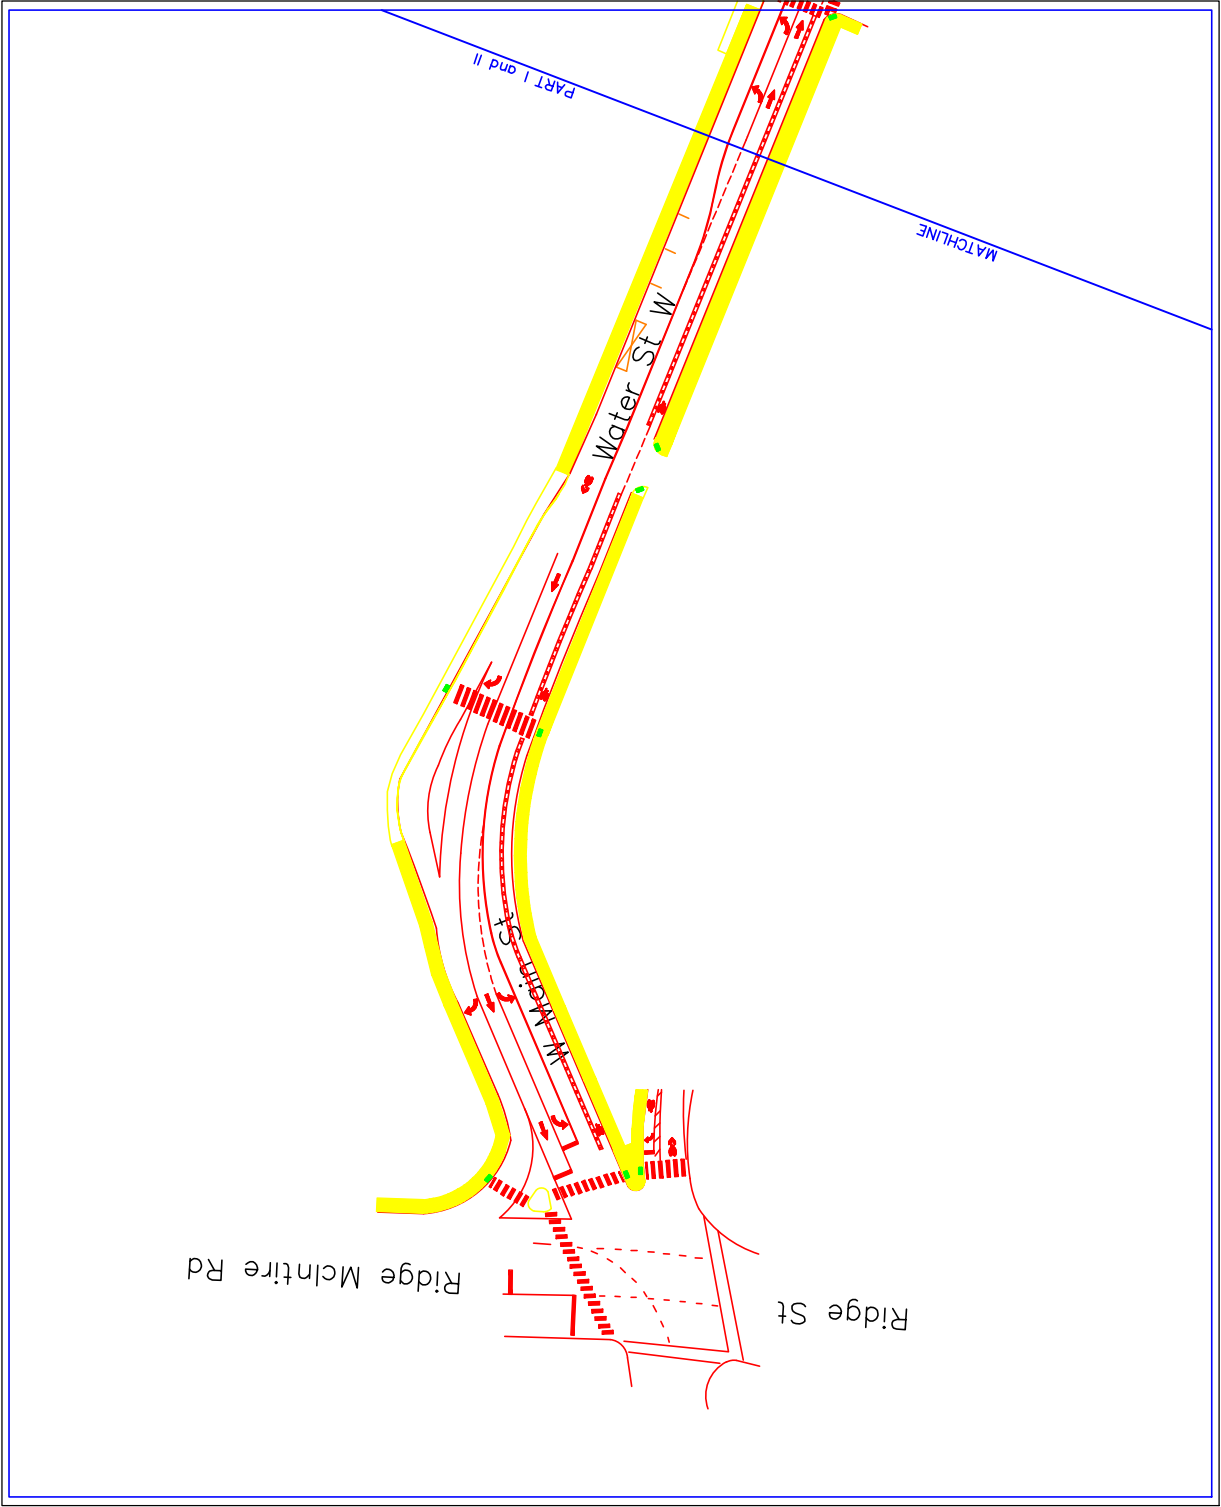 PART I and II
MATCHLINE
Water St W
W Main St
Ridge McIntire Rd
Ridge St